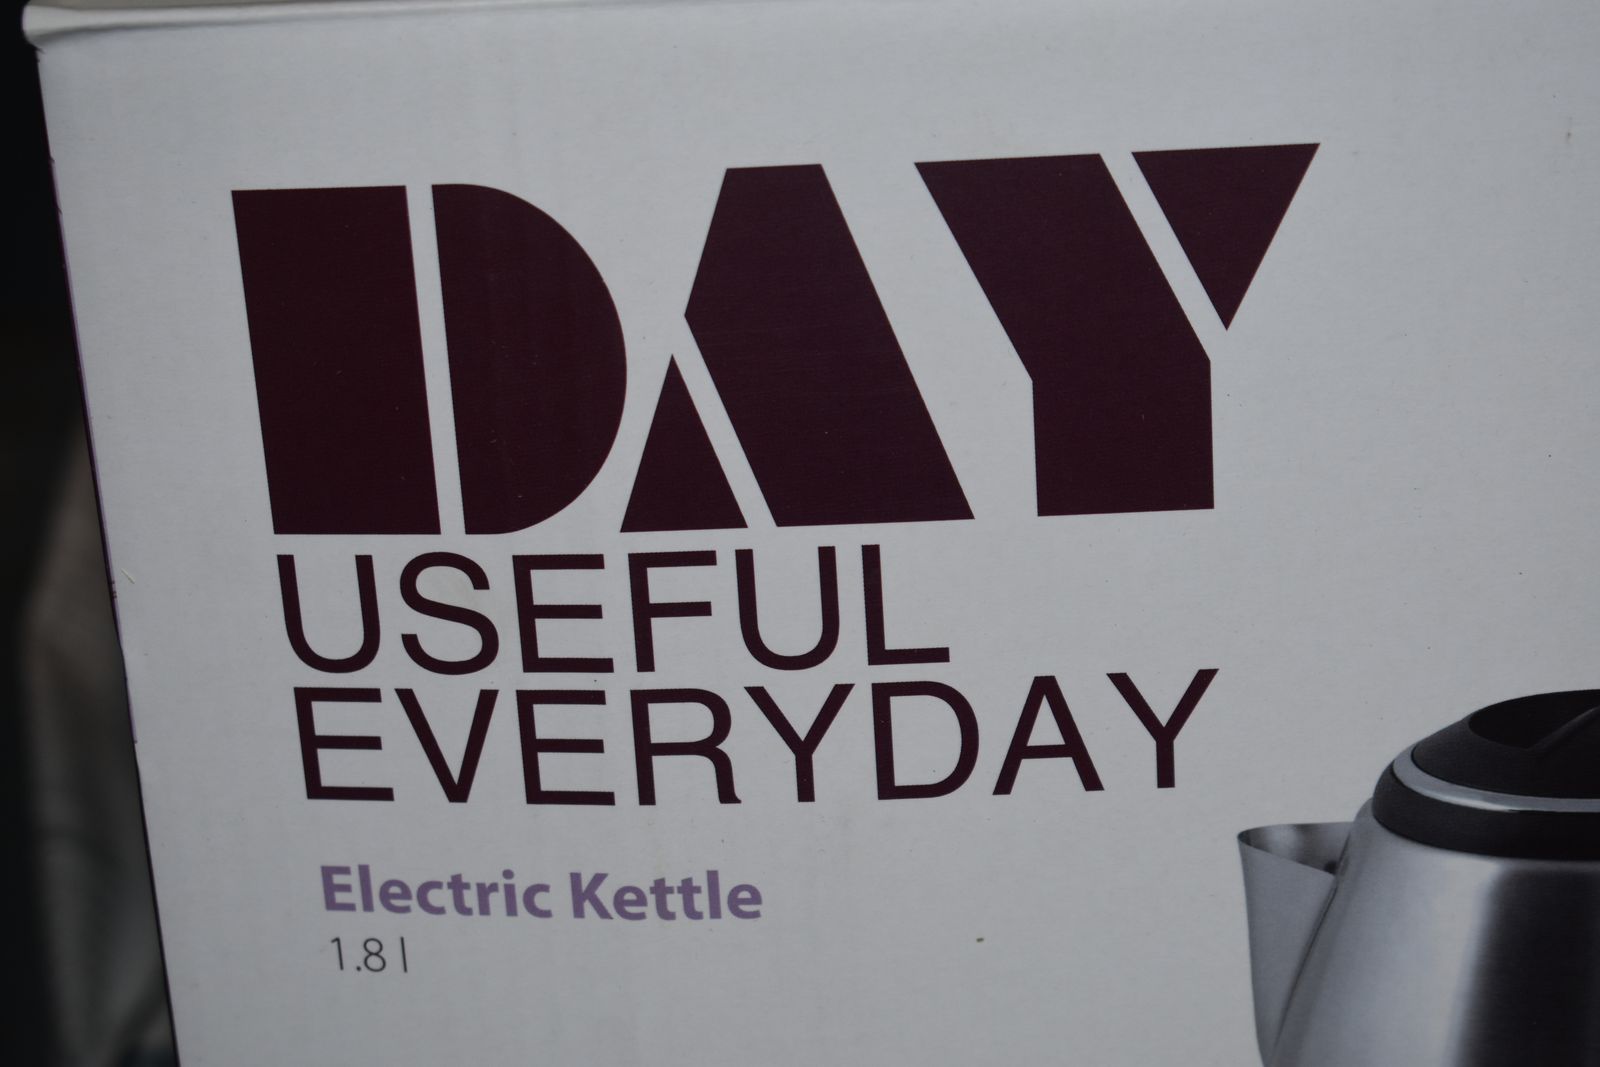 DAY
USEFUL
EVERYDAY
Electric Kettle
1.8 l